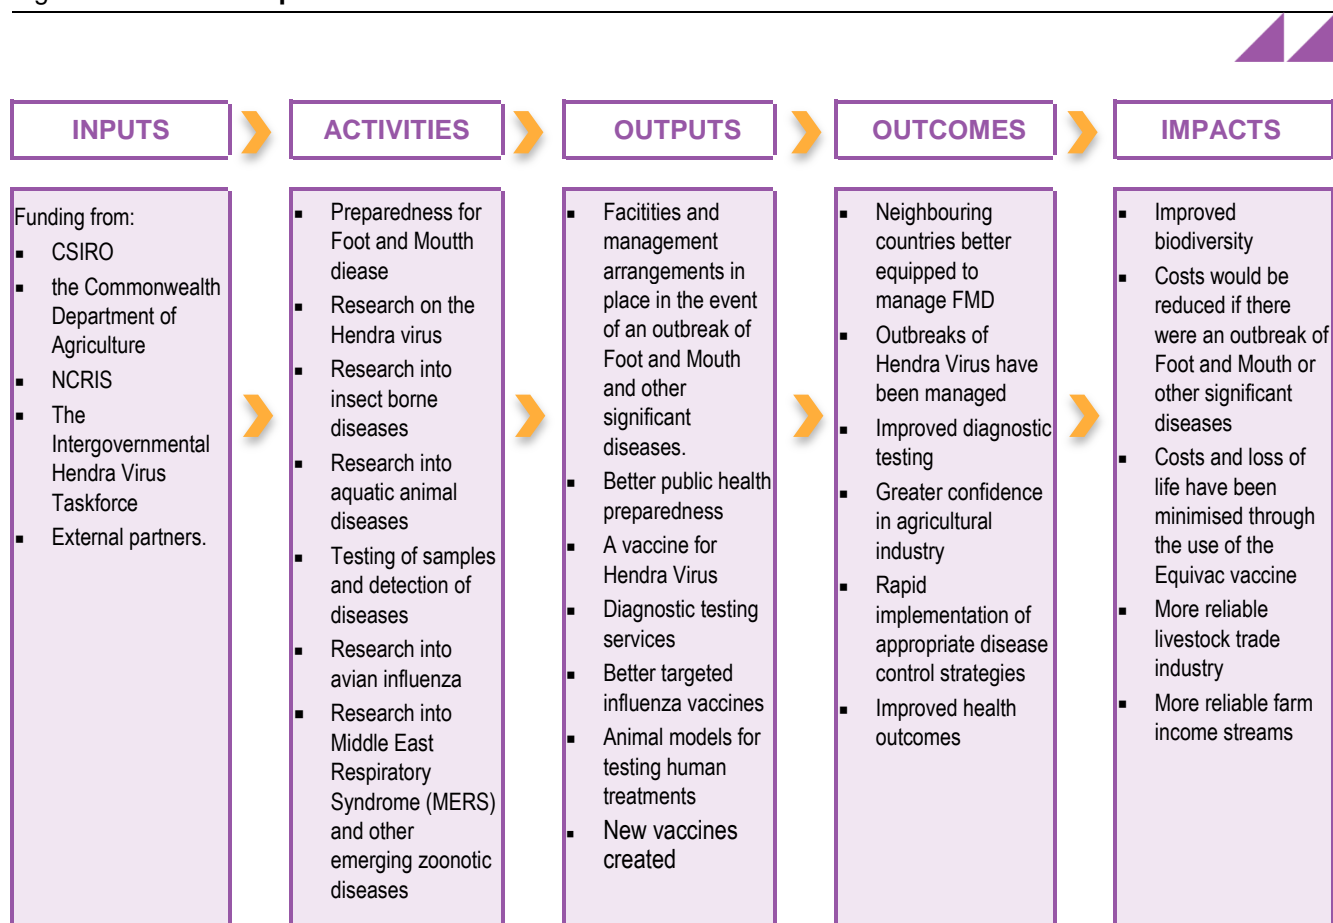 INPUTS
ACTIVITIES
OUTPUTS
OUTCOMES
IMPACTS
Funding from:
▪ CSIRO
▪ the Commonwealth
Department of
Agriculture
▪ NCRIS
▪ The
Intergovernmental
Hendra Virus
Taskforce
▪ External partners.
▪ Preparedness for
Foot and Moutth
diease
▪ Research on the
Hendra virus
▪ Research into
insect borne
diseases
▪ Research into
aquatic animal
diseases
▪ Testing of samples
and detection of
diseases
▪ Research into
avian influenza
▪ Research into
Middle East
Respiratory
Syndrome (MERS)
and other
emerging zoonotic
diseases
▪ Facitities and
management
arrangements in
place in the event
of an outbreak of
Foot and Mouth
and other
significant
diseases.
▪ Better public health
preparedness
▪ A vaccine for
Hendra Virus
▪ Diagnostic testing
services
▪ Better targeted
influenza vaccines
▪ Animal models for
testing human
treatments
▪ New vaccines
created
▪ Neighbouring
countries better
equipped to
manage FMD
▪ Outbreaks of
Hendra Virus have
been managed
▪ Improved diagnostic
testing
▪ Greater confidence
in agricultural
industry
▪ Rapid
implementation of
appropriate disease
control strategies
▪ Improved health
outcomes
▪ Improved
biodiversity
▪ Costs would be
reduced if there
were an outbreak of
Foot and Mouth or
other significant
diseases
▪ Costs and loss of
life have been
minimised through
the use of the
Equivac vaccine
▪ More reliable
livestock trade
industry
▪ More reliable farm
income streams